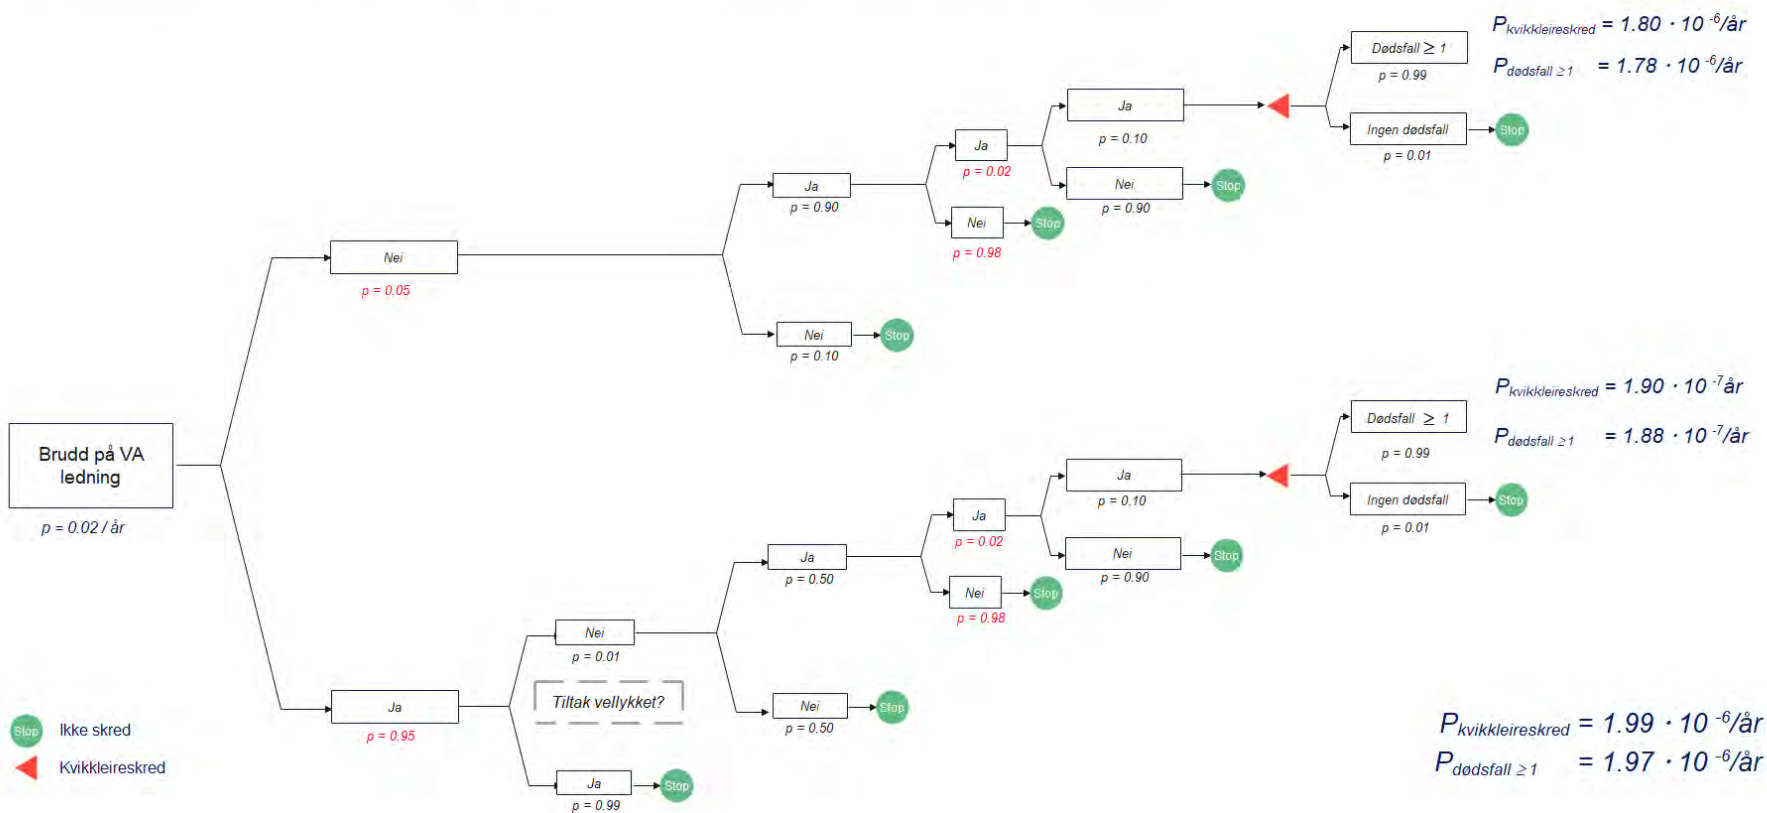 P kvikkleireskred = 1.80 · 10 -6/år
Dødsfall ≥ 1
P dødsfall ≥1 = 1.78 · 10 -6/år
p = 0.99
Ja
Ingen dødsfall
Stop
p = 0.10
p = 0.01
Ja
p = 0.02
Nei
Stop
p = 0.90
Ja
p = 0.90
Nei
Stop
p = 0.98
Nei
p = 0.05
Nei
Stop
p = 0.10
P kvikkleireskred = 1.90 · 10 -7år
Dødsfall ≥ 1
P dødsfall ≥1 = 1.88 · 10 -7/år
p = 0.99
Brudd på VA
ledning
p = 0.02 / år
Ja
p = 0.10
Ingen dødsfall
Stop
p = 0.01
Ja
p = 0.02
Nei
Stop
p = 0.90
Ja
p = 0.50
Nei
Stop
p = 0.98
Nei
p = 0.01
Tiltak vellykket?
Ja
p = 0.95
Nei
Stop
p = 0.50
Ja
Stop
p = 0.99
Stop Ikke skred
Kvikkleireskred
P kvikkleireskred = 1.99 · 10 -6/år
P dødsfall ≥1 = 1.97 · 10 -6/år